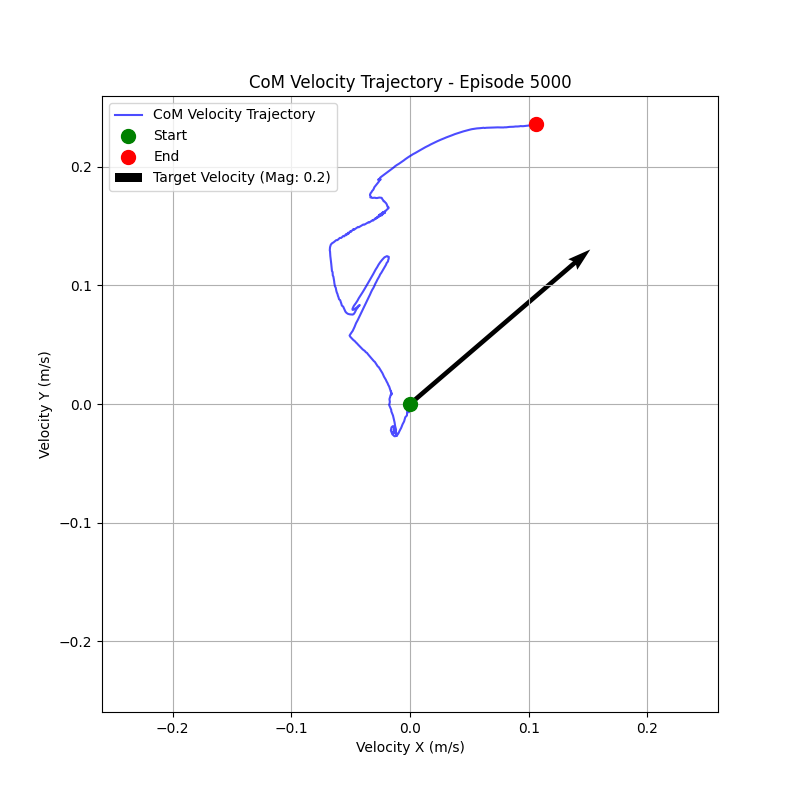 CoM Velocity Trajectory - Episode 5000
CoM Velocity Trajectory
Start
End
Target Velocity (Mag: 0.2)
0.2
0.1
0.0
−0.1
−0.2
Velocity Y (m/s)
−0.2
−0.1
0.0
0.1
0.2
Velocity X (m/s)